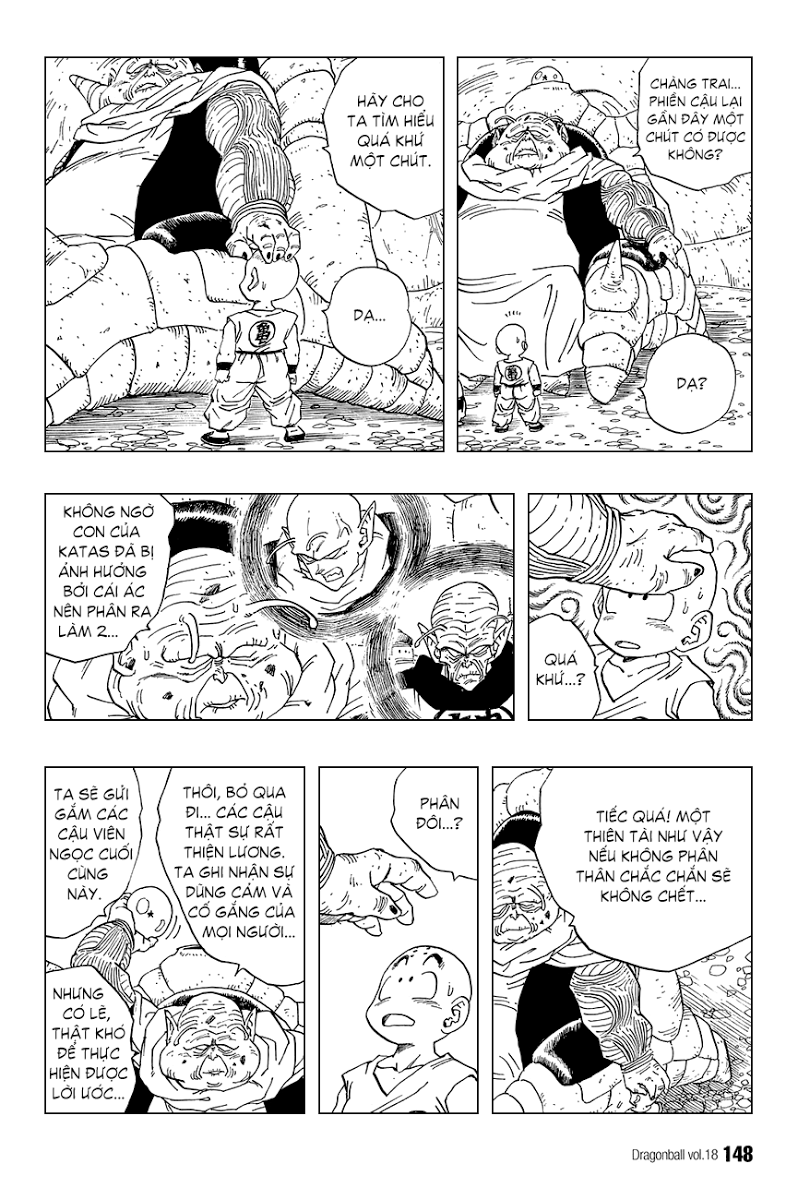 CHÀNG TRAI...
PHIỀN CẬU LẠI
GẦN ĐÂY MỘT
CHÚT CÓ ĐƯỢC
KHÔNG?
DẠ?
HÃY CHO
TA TÌM HIỂU
QUÁ KHỨ
MỘT CHÚT.
DẠ...
亀
QUÁ
KHỨ...?
KHÔNG NGỜ
CON CỦA
KATAS ĐÃ BỊ
ẢNH HƯỞNG
BỞI CÁI ÁC
NÊN PHÂN RA
LÀM 2...
TIẾC QUÁ! MỘT
THIÊN TÀI NHƯ VẬY
NẾU KHÔNG PHÂN
THÂN CHẮC CHẮN SẼ
KHÔNG CHẾT...
PHÂN
ĐÔI...?
THÔI, BỎ QUA
ĐI... CÁC CẬU
THẬT SỰ RẤT
THIỆN LƯƠNG.
TA GHI NHẬN SỰ
DŨNG CẢM VÀ
CỐ GẮNG CỦA
MỌI NGƯỜI...
TA SẼ GỬI
GẮM CÁC
CẬU VIÊN
NGỌC CUỐI
CÙNG
NÀY.
NHƯNG
CÓ LẼ,
THẬT KHÓ
ĐỂ THỰC
HIỆN ĐƯỢC
LỜI ƯỚC...
Dragonball vol.18 148